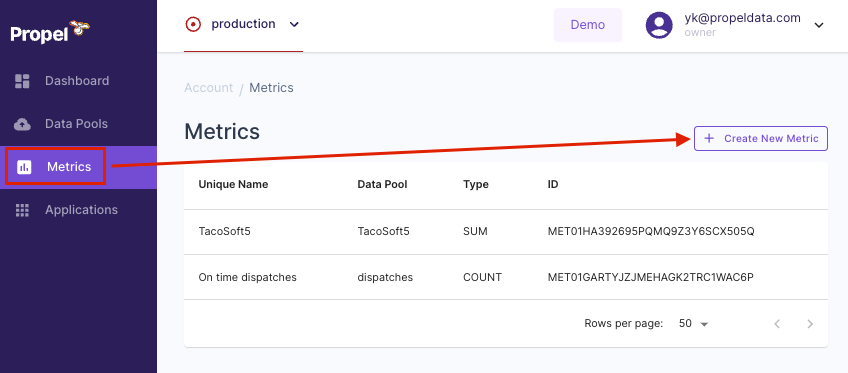 Propel
production
Demo
yk@propeldata.com
owner
Dashboard
Data Pools
Metrics
Applications
Account / Metrics
Metrics
+ Create New Metric
Unique Name Data Pool Type ID
TacoSoft5 TacoSoft5 SUM MET01HA392695PQMQ9Z3Y6SCX505Q
On time dispatches dispatches COUNT MET01GARTYJZJMEHAGK2TRC1WAC6P
Rows per page: 50